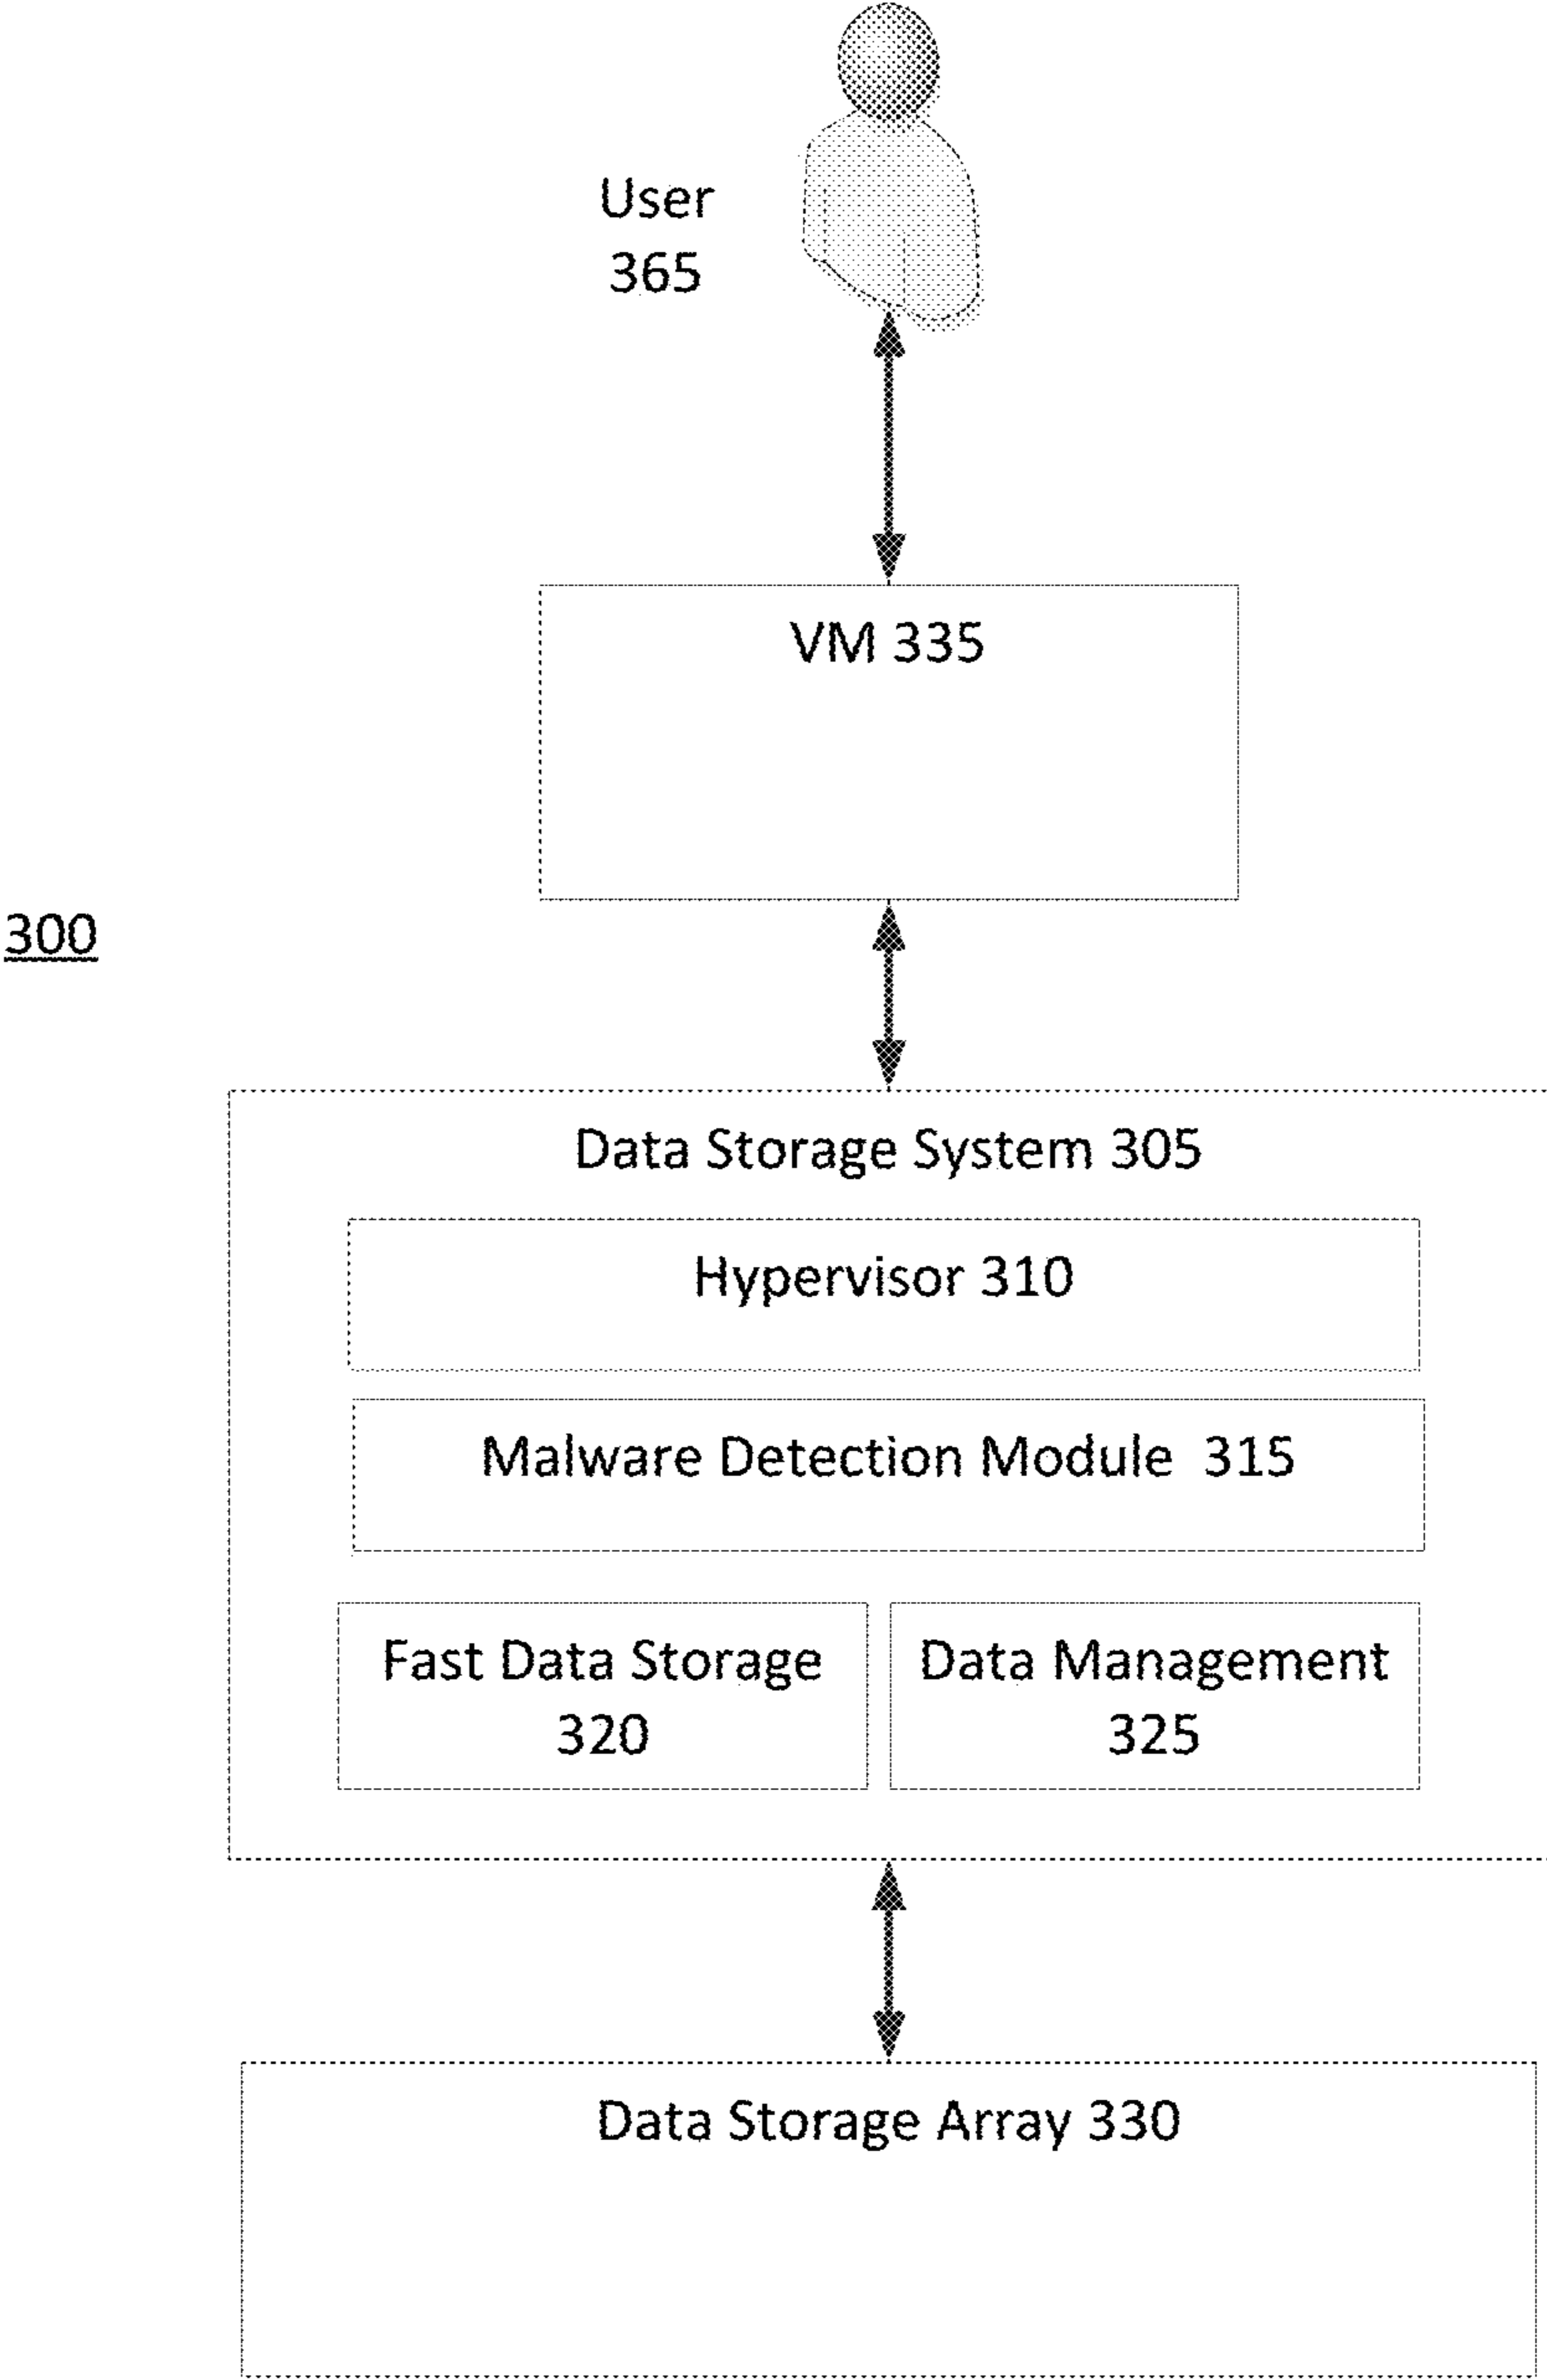 User
365
VM 335
300
Data Storage System 305
Hypervisor 310
Malware Detection Module 315
Fast Data Storage
320
Data Management
325
Data Storage Array 330